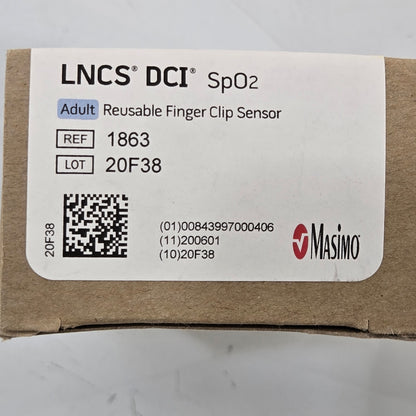 LNCS® DCI® SpO2
Adult Reusable Finger Clip Sensor
REF 1863
LOT 20F38
20F38
(01)00843997000406
(11)200601
(10)20F38
Masimo